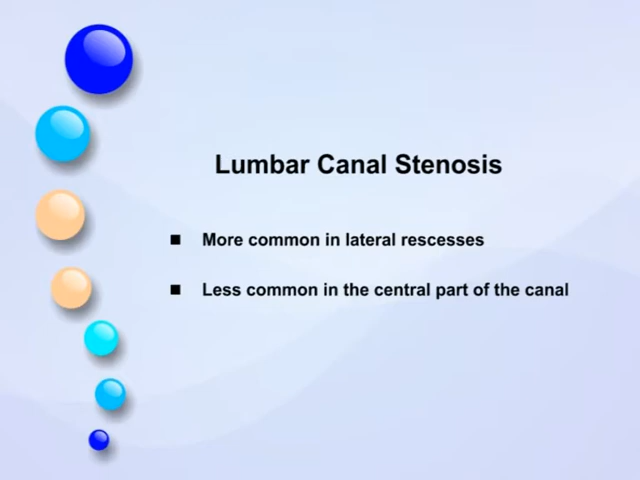 Lumbar Canal Stenosis
■ More common in lateral rescesses
■ Less common in the central part of the canal